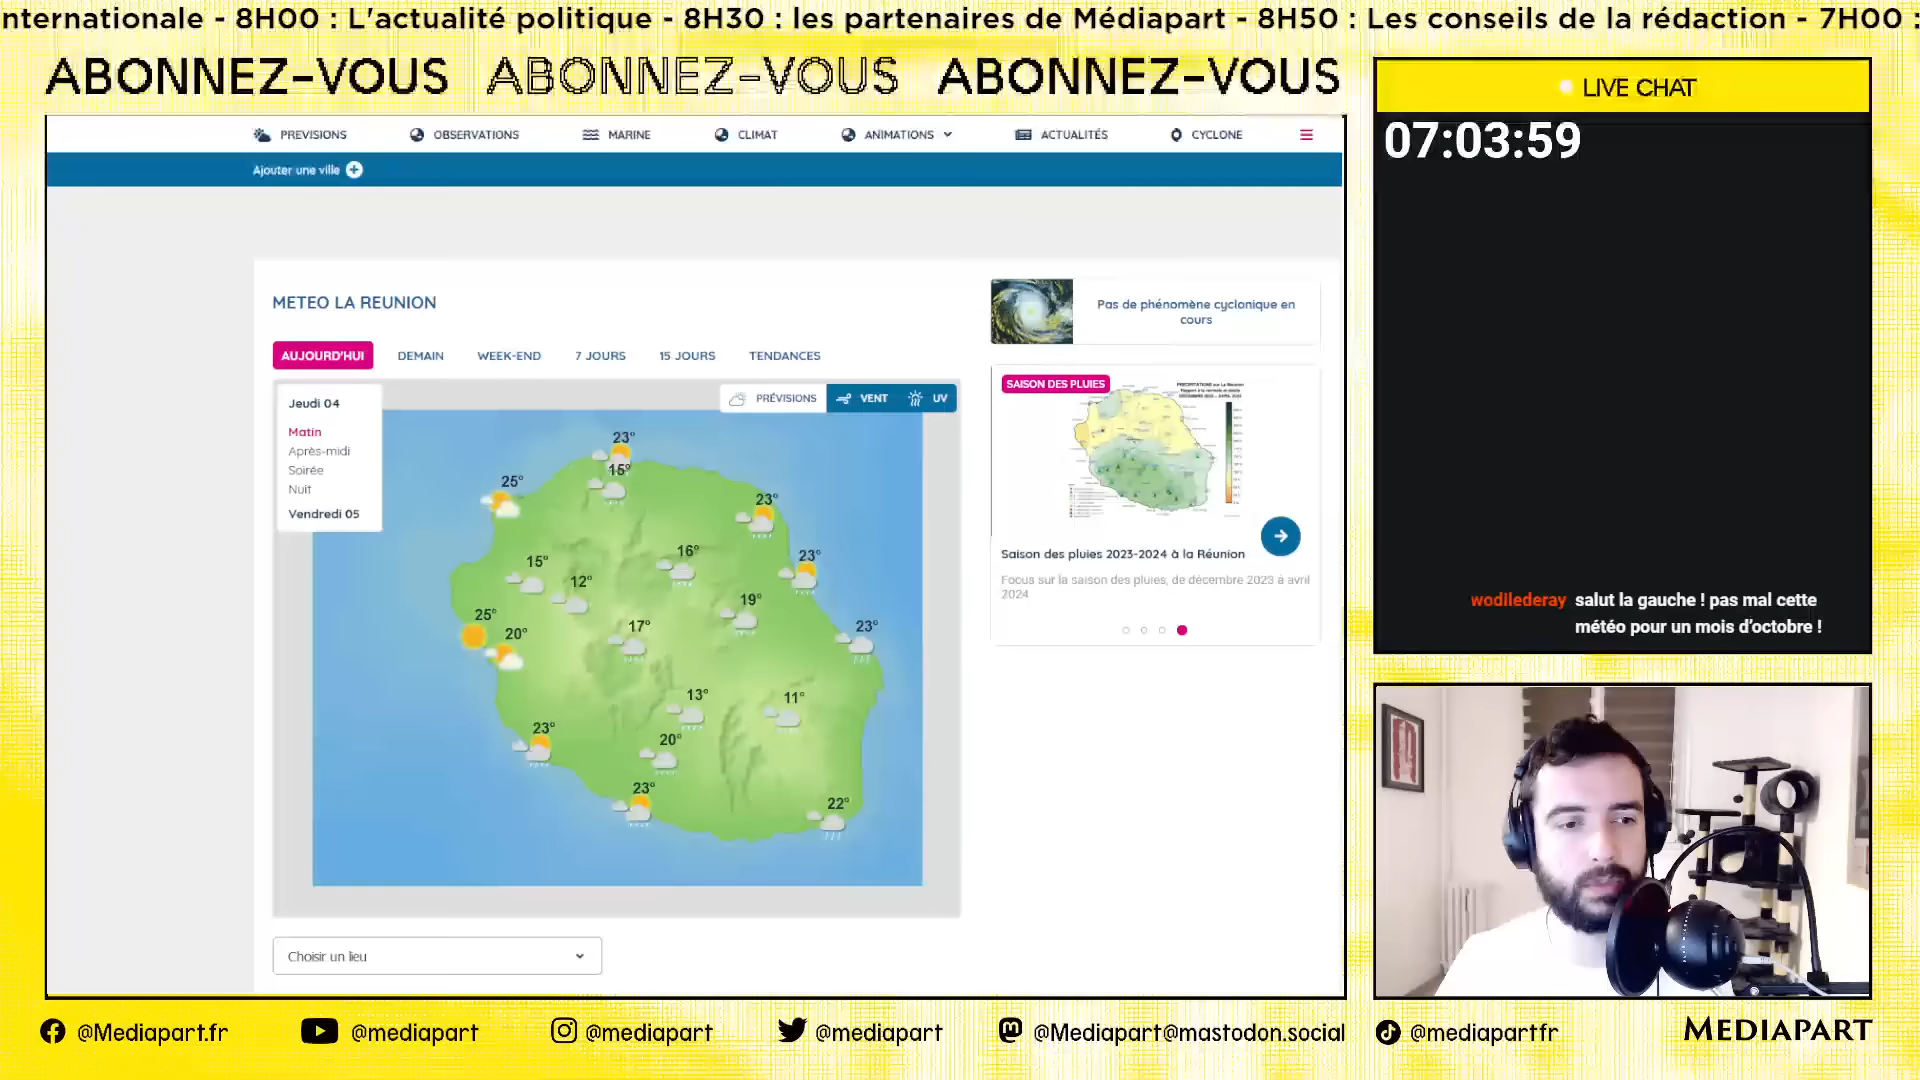 nternationale - 8H00 : L'actualité politique - 8H30 : les partenaires de Médiapart - 8H50 : Les conseils de la rédaction - 7H00 :
ABONNEZ-VOUS ABONNEZ-VOUS ABONNEZ-VOUS
LIVE CHAT
07:03:59
PREVISIONS OBSERVATIONS MARINE CLIMAT ANIMATIONS ACTUALITÉS CYCLONE
Ajouter une ville
METEO LA REUNION
Pas de phénomène cyclonique en
cours
AUJOURD'HUI DEMAIN WEEK-END 7 JOURS 15 JOURS TENDANCES
PRÉVISIONS VENT UV
Jeudi 04
Matin
Après-midi
Soirée
Nuit
Vendredi 05
23°
15°
25°
23°
16°
15°
23°
12°
19°
25°
23°
17°
20°
13°
11°
23°
20°
23°
22°
SAISON DES PLUIES
Saison des pluies 2023-2024 à la Réunion
Focus sur la saison des pluies, de décembre 2023 à avril
2024
wodilederay salut la gauche ! pas mal cette
météo pour un mois d'octobre !
Choisir un lieu
@Mediapart.fr @mediapart @mediapart @mediapart @Mediapart@mastodon.social @mediapartfr MEDIAPART